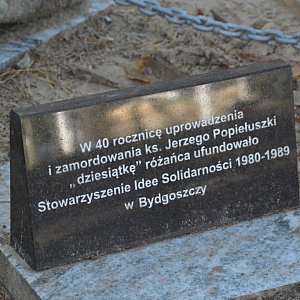 W 40 rocznicę uprowadzenia
i zamordowania ks. Jerzego Popiełuszki
„dziesiątkę” różańca ufundowało
Stowarzyszenie Idee Solidarności 1980-1989
w Bydgoszczy